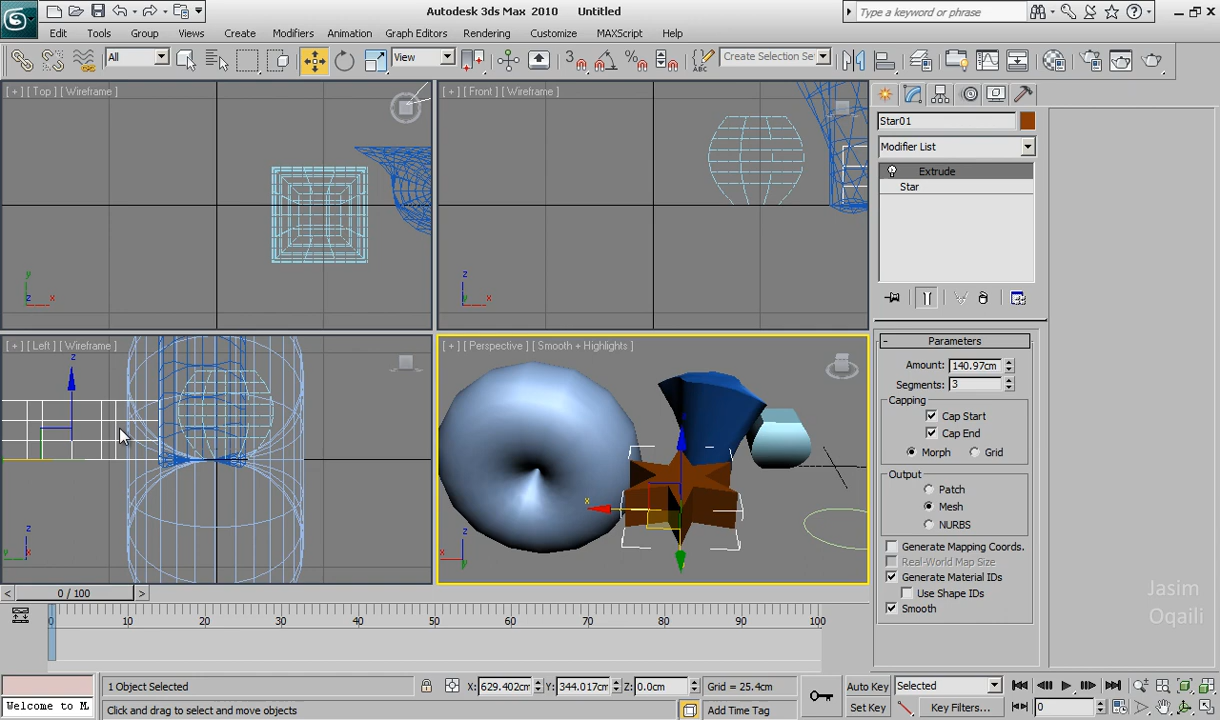 Autodesk 3ds Max 2010    Untitled
Type a keyword or phrase
Edit Tools Group Views Create Modifiers Animation Graph Editors Rendering Customize MAXScript Help
All
View
3
ABC
Create Selection Se
[ + ] [ Top ] [ Wireframe ]
[ + ] [ Front ] [ Wireframe ]
Star01
Modifier List
Extrude
Star
y
z x
z
y x
[ + ] [ Left ] [ Wireframe ]
[ + ] [ Perspective ] [ Smooth + Highlights ]
z
x
z
y x
z
x
Parameters
Amount: 140.97cm
Segments: 3
Capping
Cap Start
Cap End
Morph Grid
Output
Patch
Mesh
NURBS
Generate Mapping Coords.
Real-World Map Size
Generate Material IDs
Use Shape IDs
Smooth
Jasim
Oqaili
< 0 / 100 >
0 10 20 30 40 50 60 70 80 90 100
1 Object Selected
X: 629.402cm Y: 344.017cm Z: 0.0cm Grid = 25.4cm
Auto Key Selected
Welcome to M
Click and drag to select and move objects
Add Time Tag
Set Key Key Filters... 0